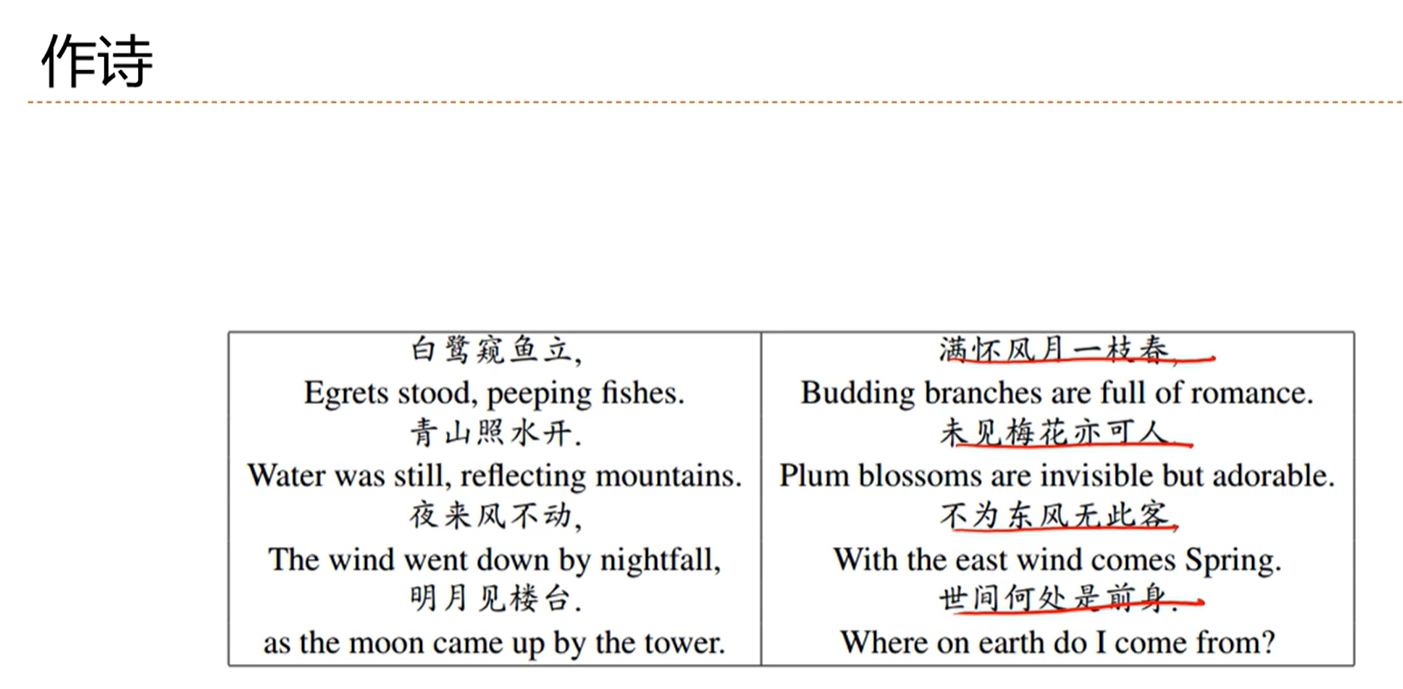 作诗
白鹭窥鱼立,
Egrets stood, peeping fishes.
青山照水开.
Water was still, reflecting mountains.
夜来风不动,
The wind went down by nightfall,
明月见楼台.
as the moon came up by the tower.
满怀风月一枝春,
Budding branches are full of romance.
未见梅花亦可人.
Plum blossoms are invisible but adorable.
不为东风无此客,
With the east wind comes Spring.
世间何处是前身.
Where on earth do I come from?